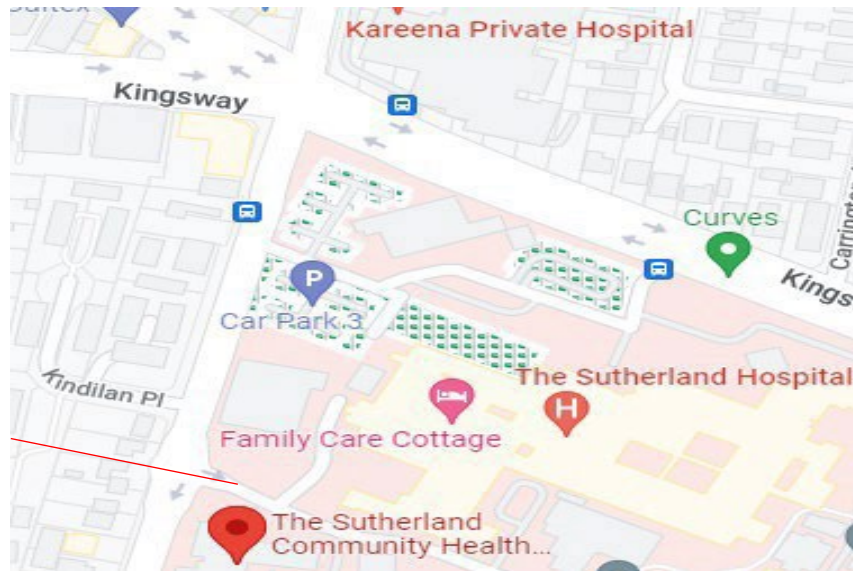 Kareena Private Hospital
Kingsway
Curves
P
Car Park 3
Kindilan Pl
The Sutherland Hospital
H
Family Care Cottage
The Sutherland
Community Health...